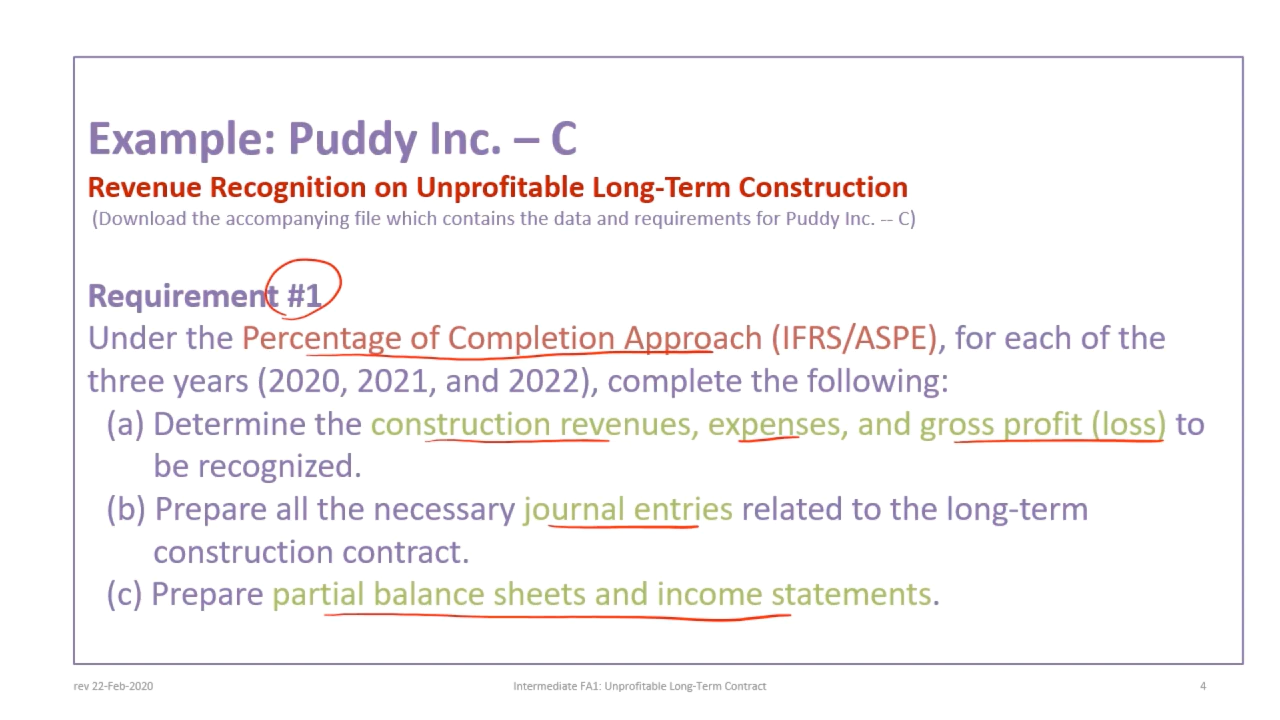 Example: Puddy Inc. – C
Revenue Recognition on Unprofitable Long-Term Construction
(Download the accompanying file which contains the data and requirements for Puddy Inc. -- C)
Requirement #1
Under the Percentage of Completion Approach (IFRS/ASPE), for each of the
three years (2020, 2021, and 2022), complete the following:
(a) Determine the construction revenues, expenses, and gross profit (loss) to
be recognized.
(b) Prepare all the necessary journal entries related to the long-term
construction contract.
(c) Prepare partial balance sheets and income statements.
rev 22-Feb-2020
Intermediate FA1: Unprofitable Long-Term Contract
4